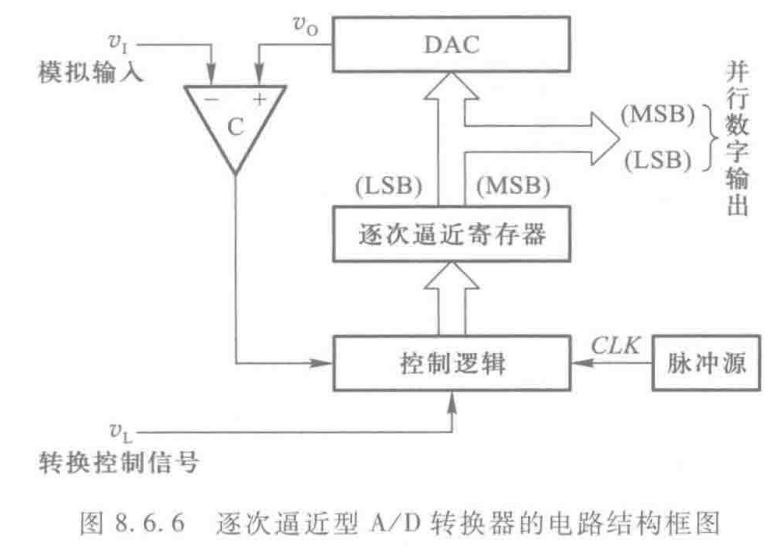 v_I
模拟输入
v_O
DAC
- +
C
(MSB)
(LSB)
并行数字输出
(LSB) (MSB)
逐次逼近寄存器
控制逻辑
CLK
脉冲源
v_L
转换控制信号
图 8.6.6 逐次逼近型 A/D 转换器的电路结构框图